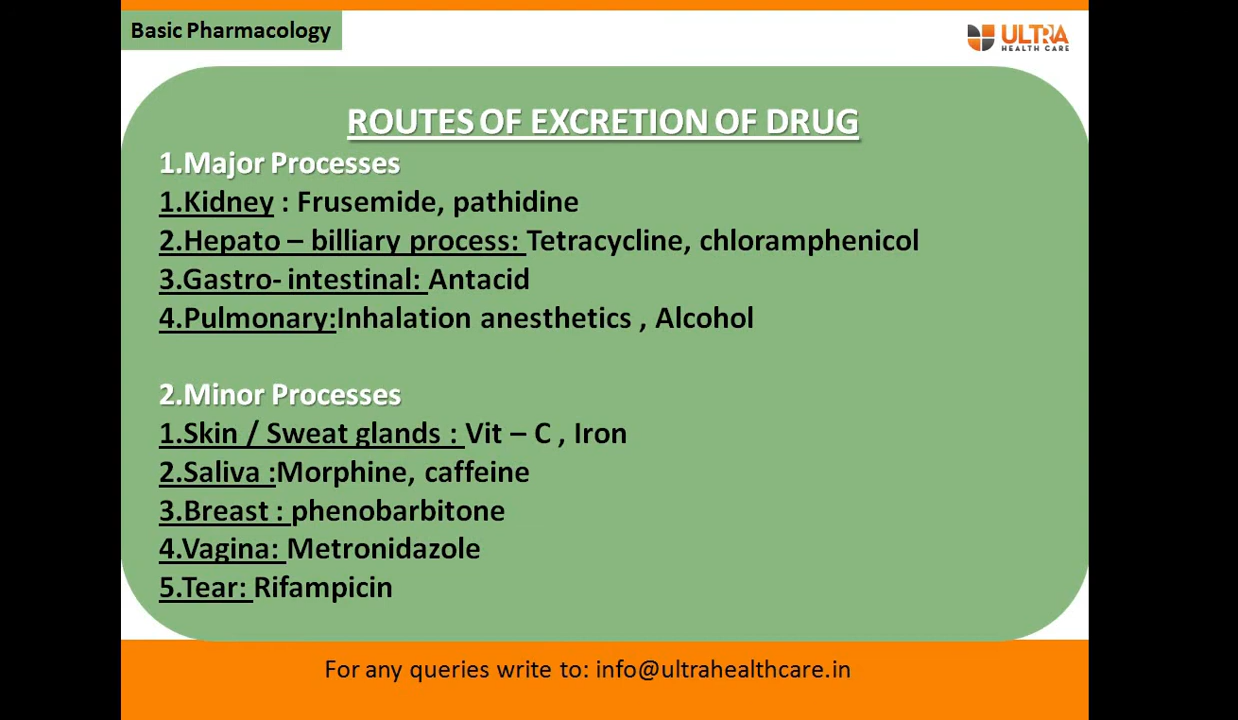 Basic Pharmacology
ULTRA
HEALTH CARE
ROUTES OF EXCRETION OF DRUG
1.Major Processes
1.Kidney : Frusemide, pathidine
2.Hepato – billiary process: Tetracycline, chloramphenicol
3.Gastro- intestinal: Antacid
4.Pulmonary:Inhalation anesthetics , Alcohol
2.Minor Processes
1.Skin / Sweat glands : Vit – C , Iron
2.Saliva :Morphine, caffeine
3.Breast : phenobarbitone
4.Vagina: Metronidazole
5.Tear: Rifampicin
For any queries write to: info@ultrahealthcare.in